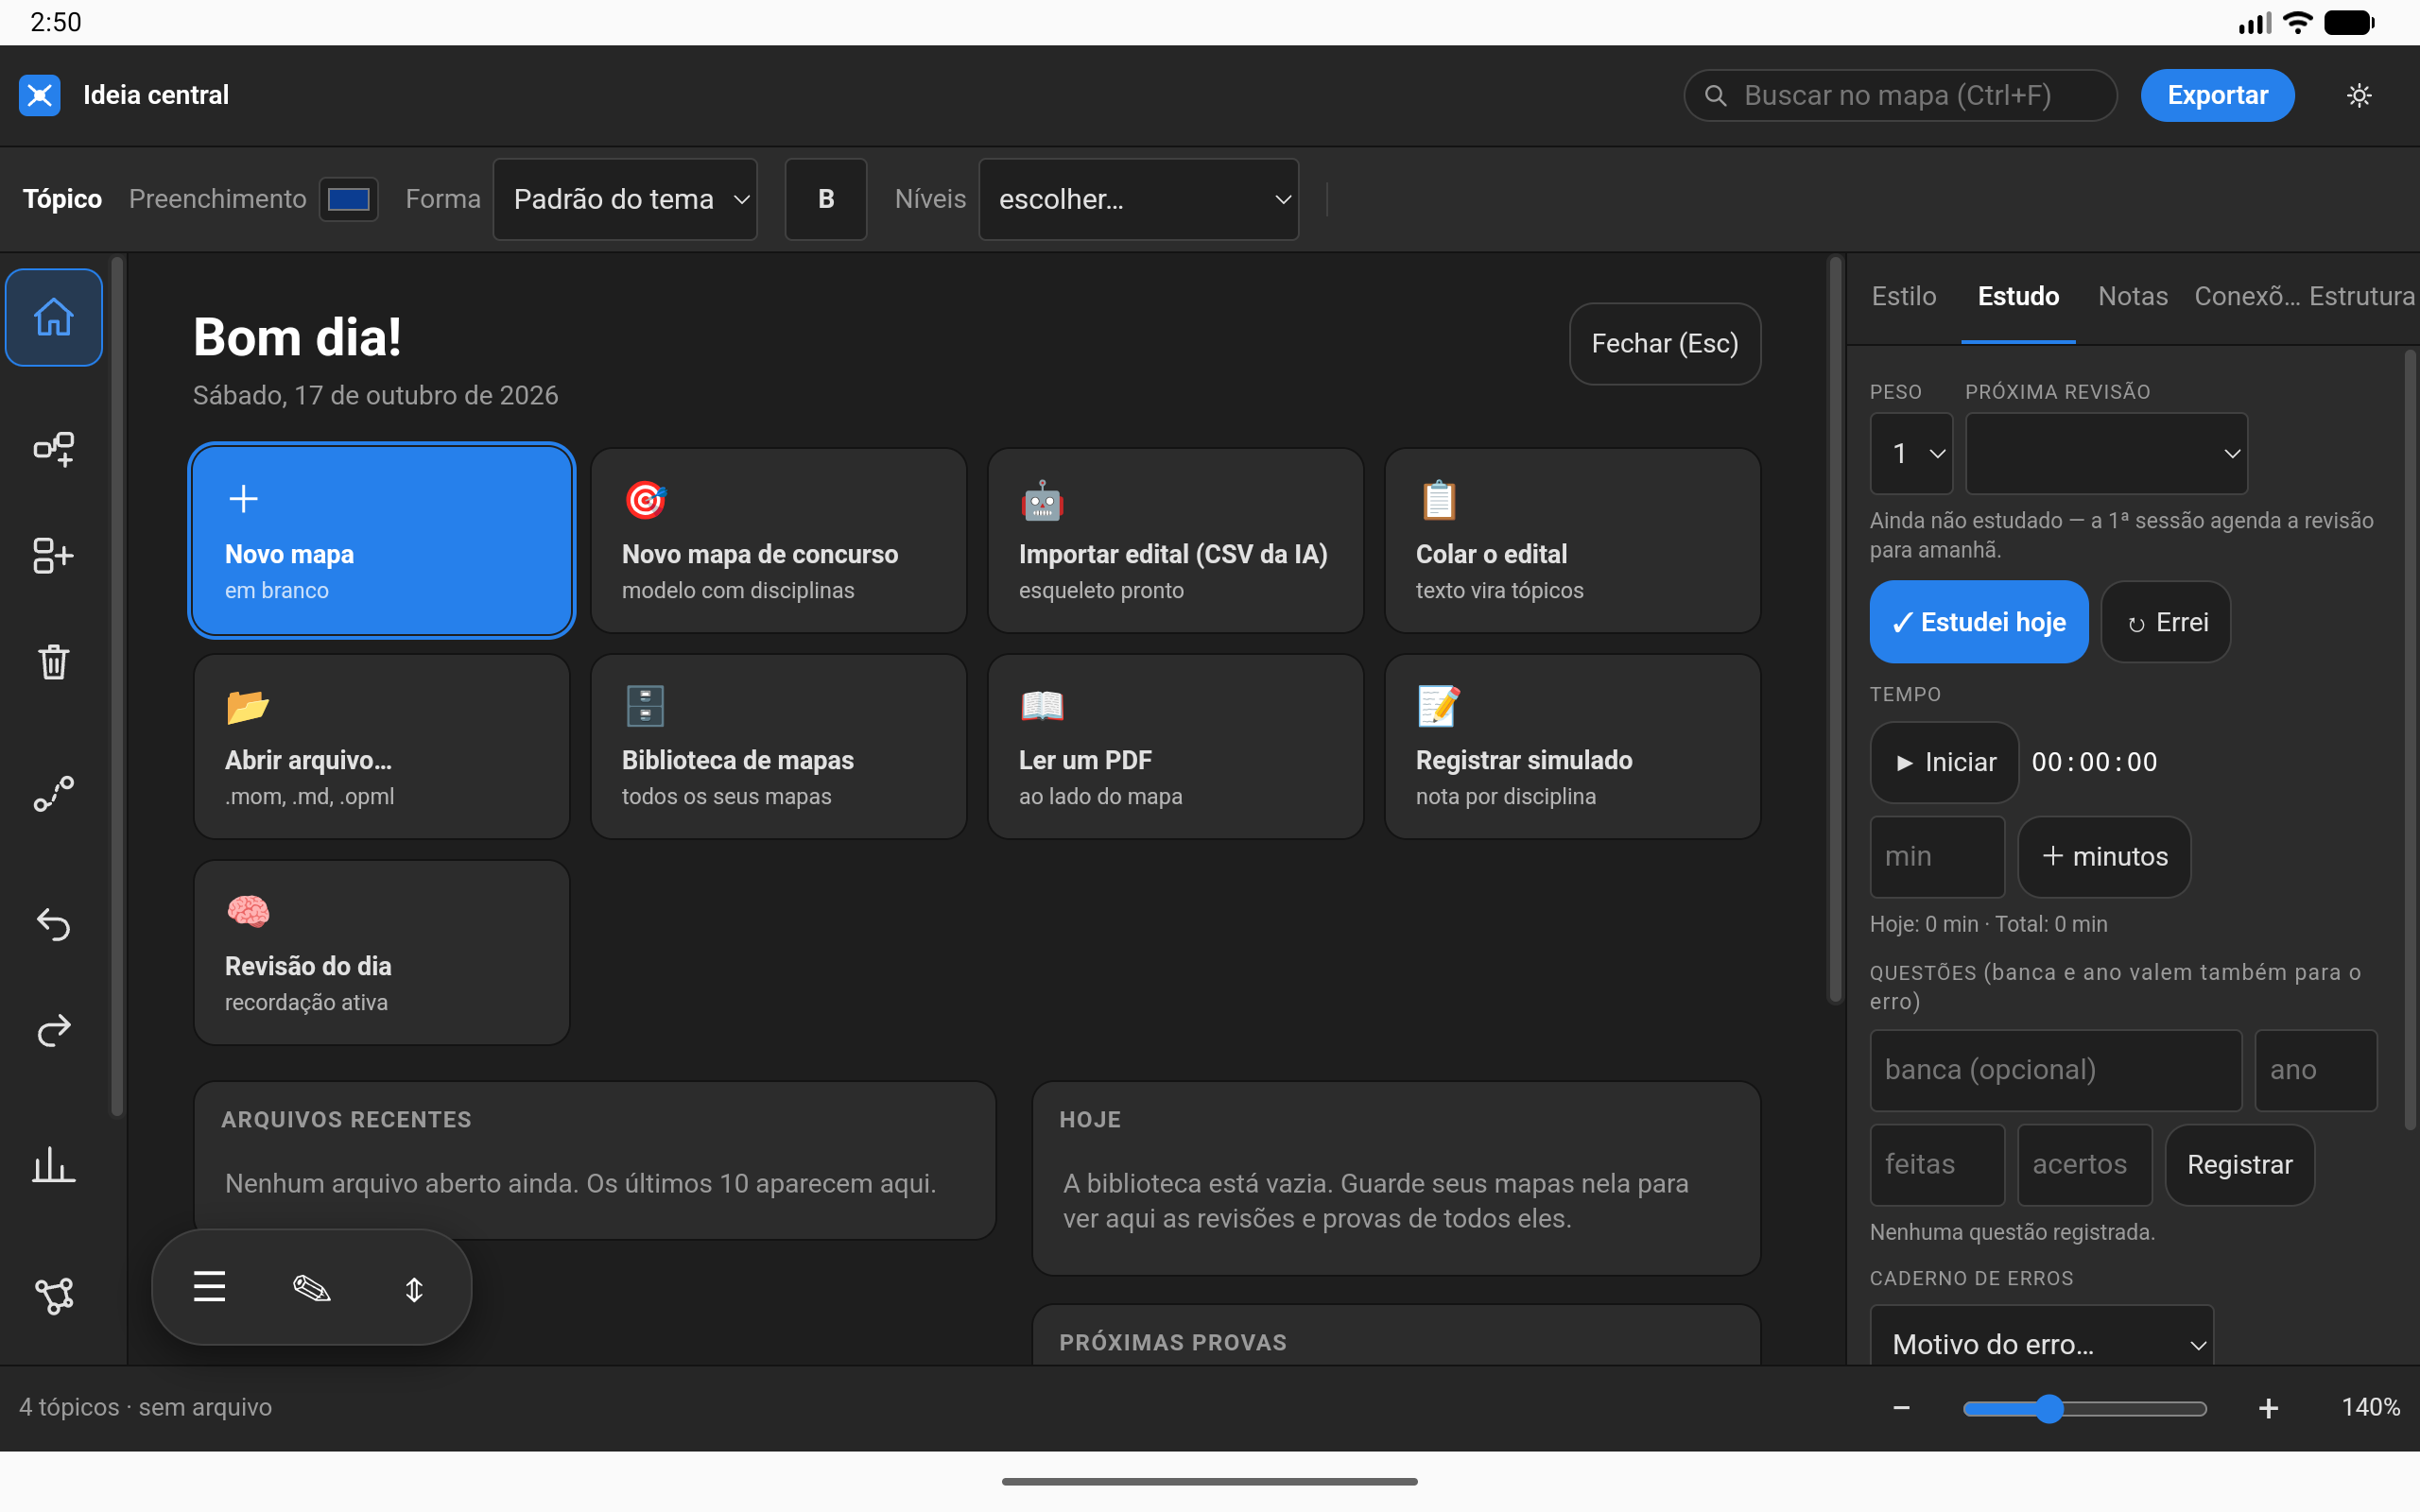 2:50
Ideia central
Buscar no mapa (Ctrl+F)
Exportar
Tópico
Preenchimento
Forma
Padrão do tema
B
Níveis
escolher...
Bom dia!
Sábado, 17 de outubro de 2026
Fechar (Esc)
Novo mapa
em branco
Novo mapa de concurso
modelo com disciplinas
Importar edital (CSV da IA)
esqueleto pronto
Colar o edital
texto vira tópicos
Abrir arquivo...
.mom, .md, .opml
Biblioteca de mapas
todos os seus mapas
Ler um PDF
ao lado do mapa
Registrar simulado
nota por disciplina
Revisão do dia
recordação ativa
ARQUIVOS RECENTES
Nenhum arquivo aberto ainda. Os últimos 10 aparecem aqui.
HOJE
A biblioteca está vazia. Guarde seus mapas nela para
ver aqui as revisões e provas de todos eles.
PRÓXIMAS PROVAS
Estilo
Estudo
Notas
Conexõ...
Estrutura
PESO
PRÓXIMA REVISÃO
1
Ainda não estudado — a 1ª sessão agenda a revisão
para amanhã.
✓ Estudei hoje
↻ Errei
TEMPO
▶ Iniciar
00:00:00
min
+ minutos
Hoje: 0 min · Total: 0 min
QUESTÕES (banca e ano valem também para o
erro)
banca (opcional)
ano
feitas
acertos
Registrar
Nenhuma questão registrada.
CADERNO DE ERROS
Motivo do erro...
4 tópicos · sem arquivo
140%